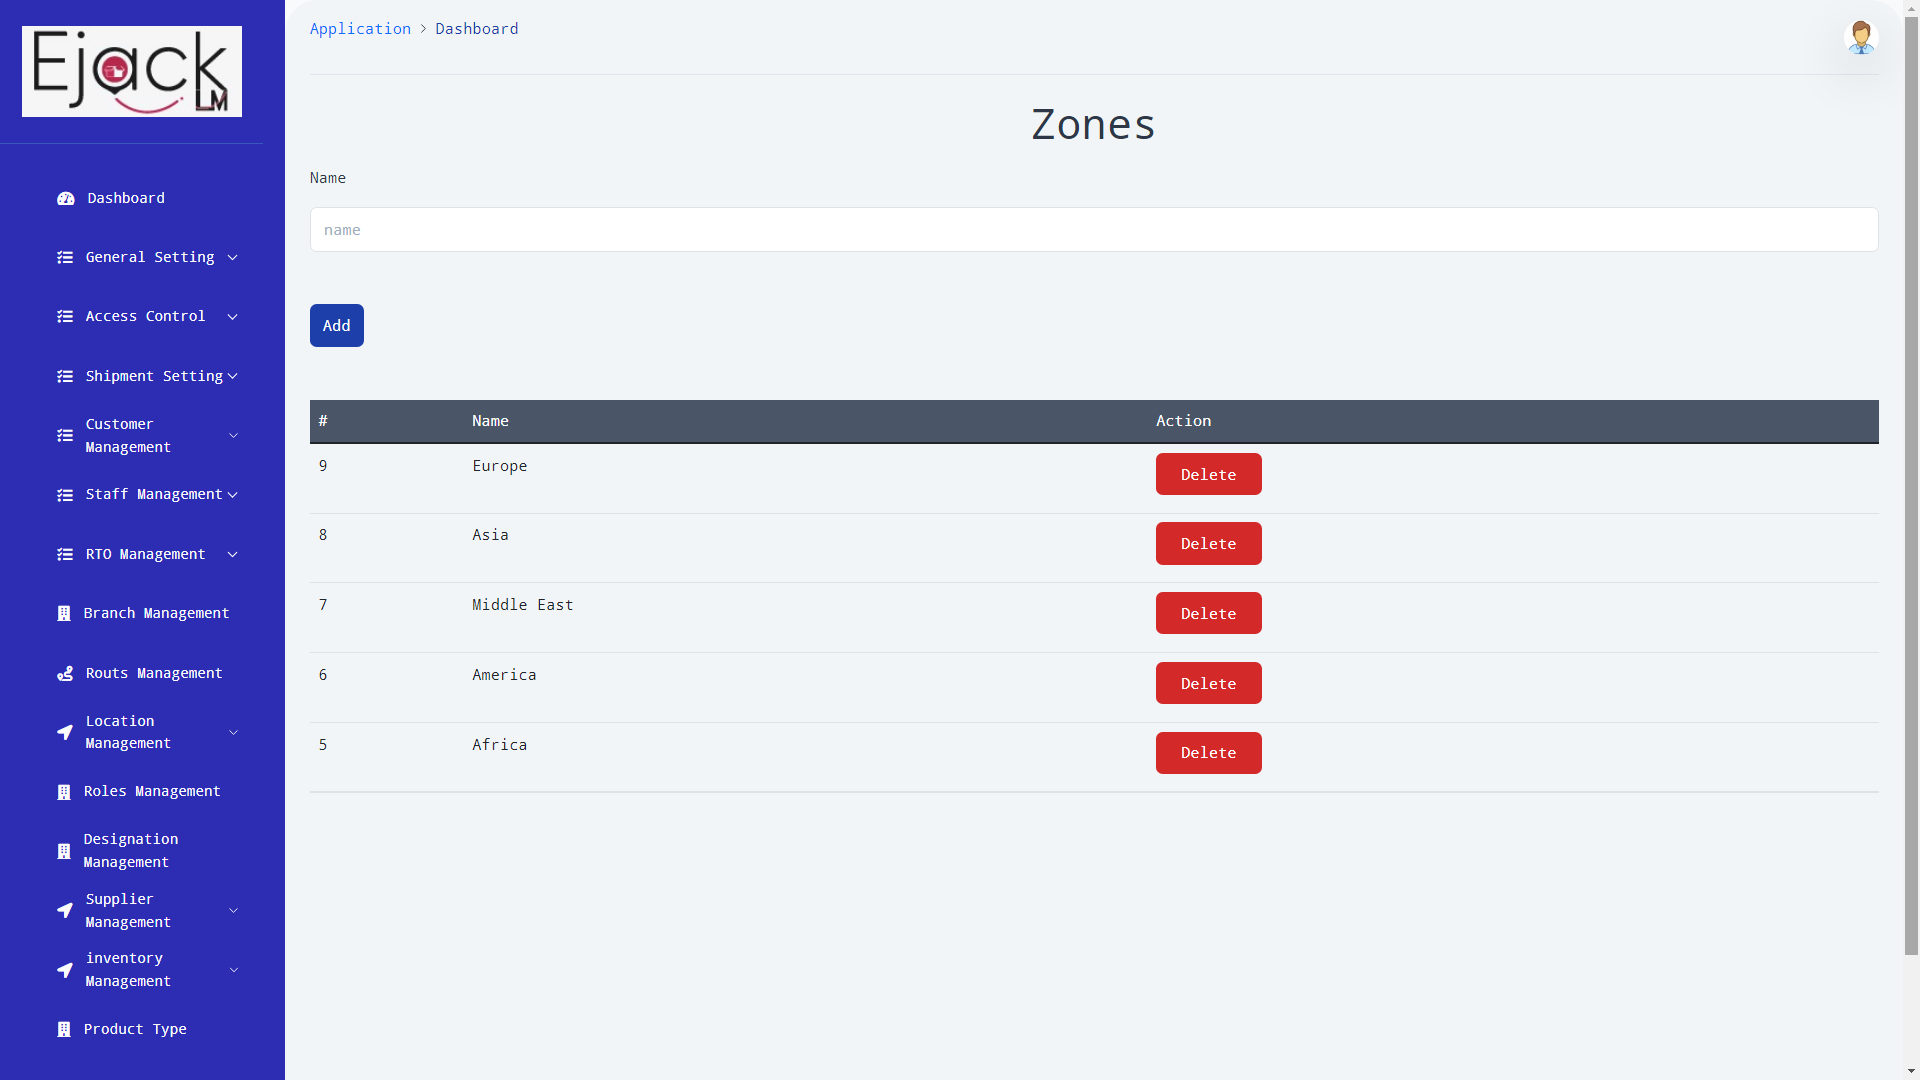 Ejack
LM
Dashboard
General Setting
Access Control
Shipment Setting
Customer
Management
Staff Management
RTO Management
Branch Management
Routs Management
Location
Management
Roles Management
Designation
Management
Supplier
Management
inventory
Management
Product Type
Application > Dashboard
Zones
Name
name
Add
# Name Action
9 Europe Delete
8 Asia Delete
7 Middle East Delete
6 America Delete
5 Africa Delete